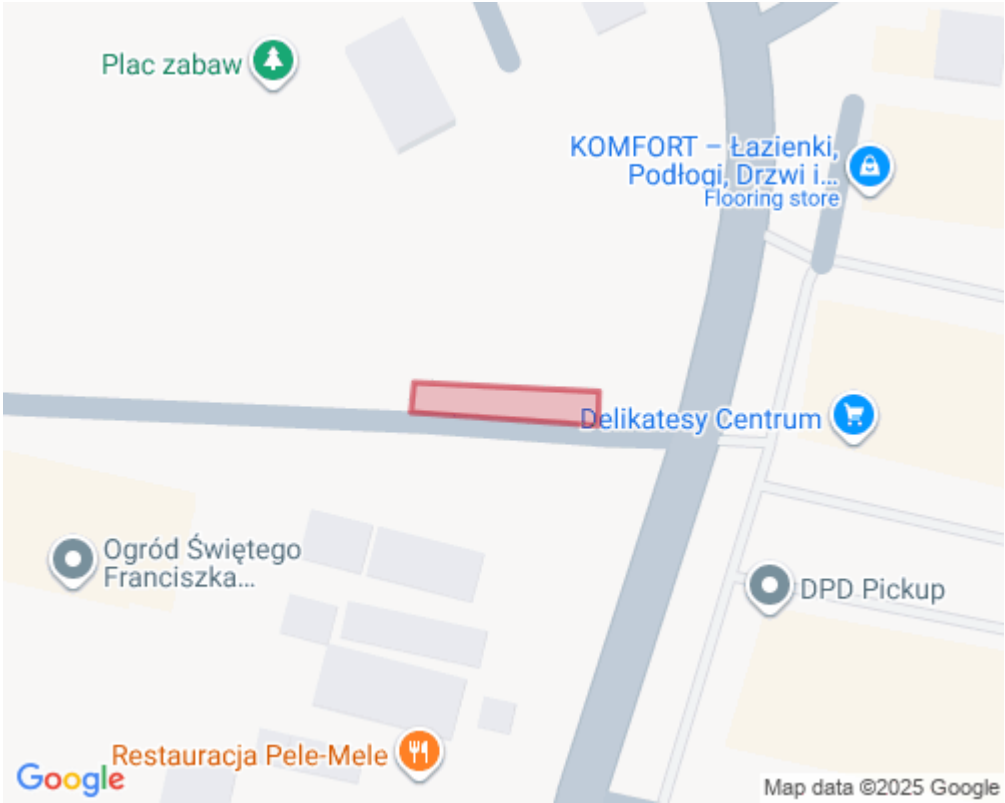 Plac zabaw
KOMFORT – Łazienki,
Podłogi, Drzwi i...
Flooring store
Delikatesy Centrum
Ogród Świętego
Franciszka...
DPD Pickup
Restauracja Pele-Mele
Google
Map data ©2025 Google